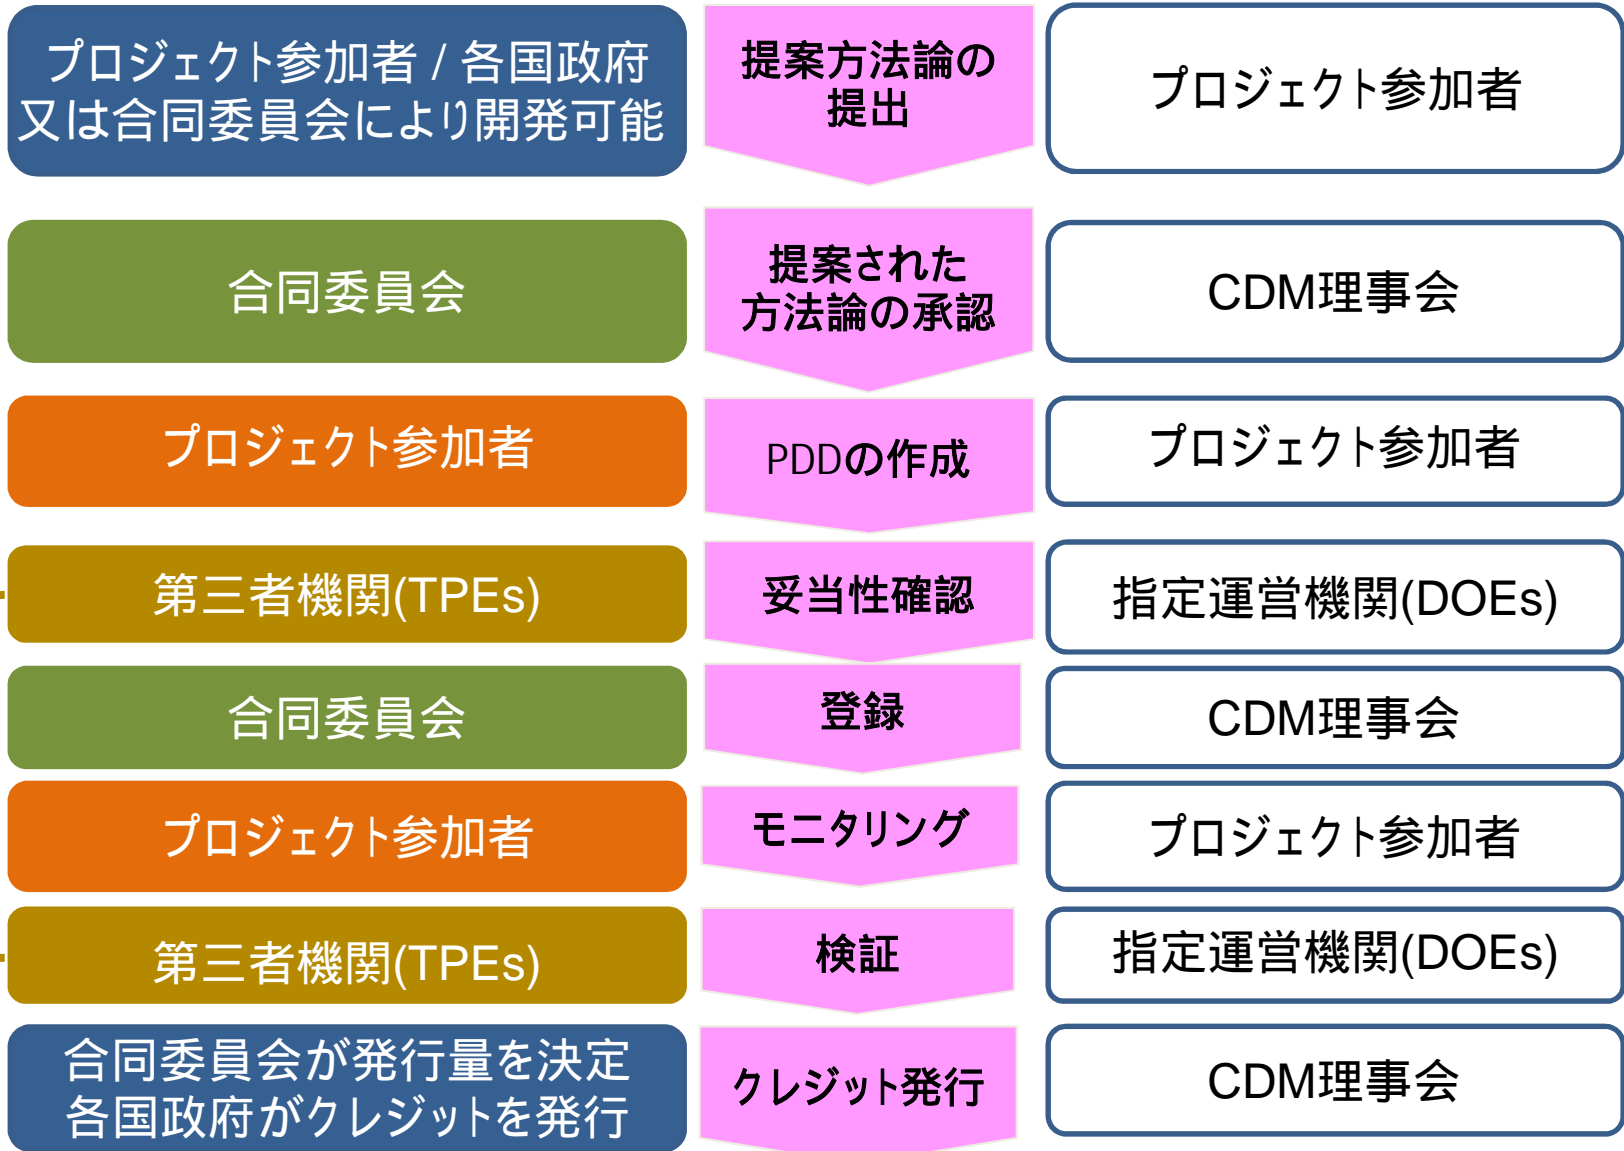 プロジェクト参加者 / 各国政府
又は合同委員会により開発可能
提案方法論の
提出
プロジェクト参加者
合同委員会
提案された
方法論の承認
CDM理事会
プロジェクト参加者
PDDの作成
プロジェクト参加者
第三者機関(TPEs)
妥当性確認
指定運営機関(DOEs)
合同委員会
登録
CDM理事会
プロジェクト参加者
モニタリング
プロジェクト参加者
第三者機関(TPEs)
検証
指定運営機関(DOEs)
合同委員会が発行量を決定
各国政府がクレジットを発行
クレジット発行
CDM理事会